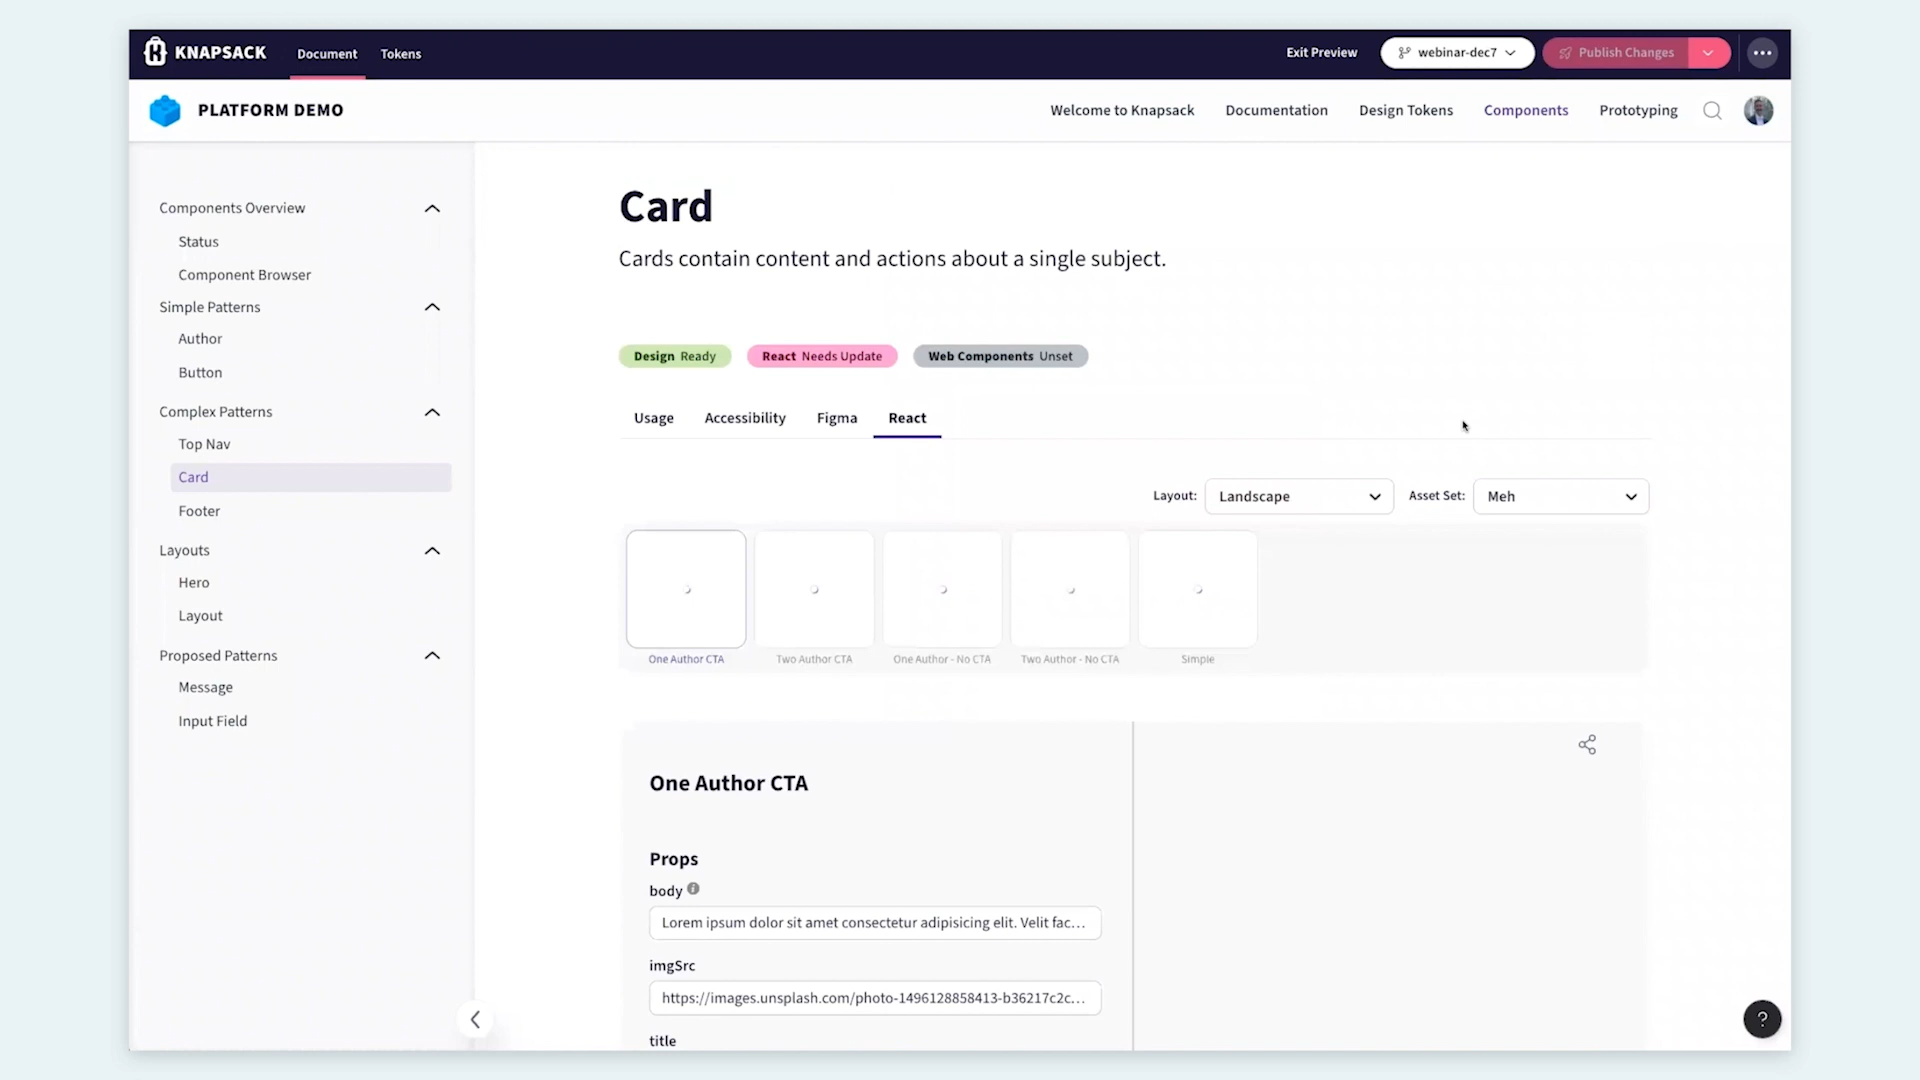 KNAPSACK
Document
Tokens
Exit Preview
webinar-dec7
Publish Changes
PLATFORM DEMO
Welcome to Knapsack
Documentation
Design Tokens
Components
Prototyping
Components Overview
Status
Component Browser
Simple Patterns
Author
Button
Complex Patterns
Top Nav
Card
Footer
Layouts
Hero
Layout
Proposed Patterns
Message
Input Field
Card
Cards contain content and actions about a single subject.
Design Ready
React Needs Update
Web Components Unset
Usage
Accessibility
Figma
React
Layout:
Landscape
Asset Set:
Meh
One Author CTA
Two Author CTA
One Author - No CTA
Two Author - No CTA
Simple
One Author CTA
Props
body
Lorem ipsum dolor sit amet consectetur adipisicing elit. Velit fac...
imgSrc
https://images.unsplash.com/photo-1496128858413-b36217c2c...
title
?